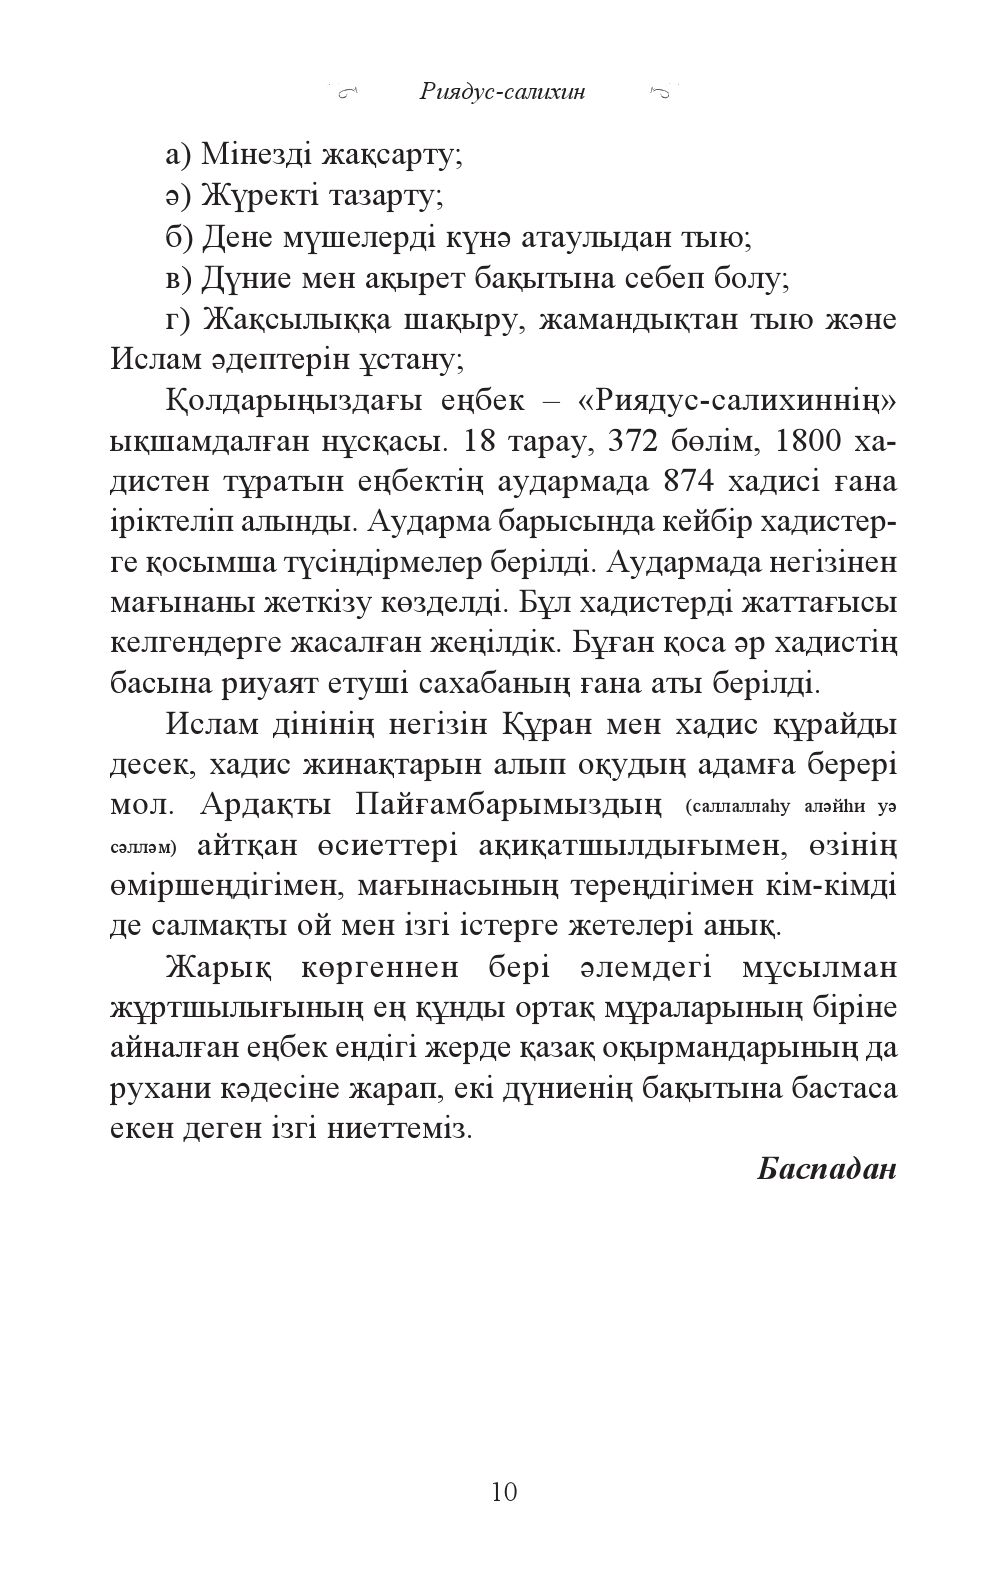 Риядус-салихин
а) Мінезді жақсарту;
ә) Жүректі тазарту;
б) Дене мүшелерді күнә атаулыдан тыю;
в) Дүние мен ақырет бақытына себеп болу;
г) Жақсылыққа шақыру, жамандықтан тыю және
Ислам әдептерін ұстану;
Қолдарыңыздағы еңбек – «Риядус-салихиннің»
ықшамдалған нұсқасы. 18 тарау, 372 бөлім, 1800 ха-
дистен тұратын еңбектің аудармада 874 хадисі ғана
іріктеліп алынды. Аударма барысында кейбір хадистер-
ге қосымша түсіндірмелер берілді. Аудармада негізінен
мағынаны жеткізу көзделді. Бұл хадистерді жаттағысы
келгендерге жасалған жеңілдік. Бұған қоса әр хадистің
басына риуаят етуші сахабаның ғана аты берілді.
Ислам дінінің негізін Құран мен хадис құрайды
десек, хадис жинақтарын алып оқудың адамға берері
мол. Ардақты Пайғамбарымыздың (саллаллаһу аләйһи уә
сәлләм) айтқан өсиеттері ақиқатшылдығымен, өзінің
өміршеңдігімен, мағынасының тереңдігімен кім-кімді
де салмақты ой мен ізгі істерге жетелері анық.
Жарық көргеннен бері әлемдегі мұсылман
жұртшылығының ең құнды ортақ мұраларының біріне
айналған еңбек ендігі жерде қазақ оқырмандарының да
рухани кәдесіне жарап, екі дүниенің бақытына бастаса
екен деген ізгі ниеттеміз.
Баспадан
10